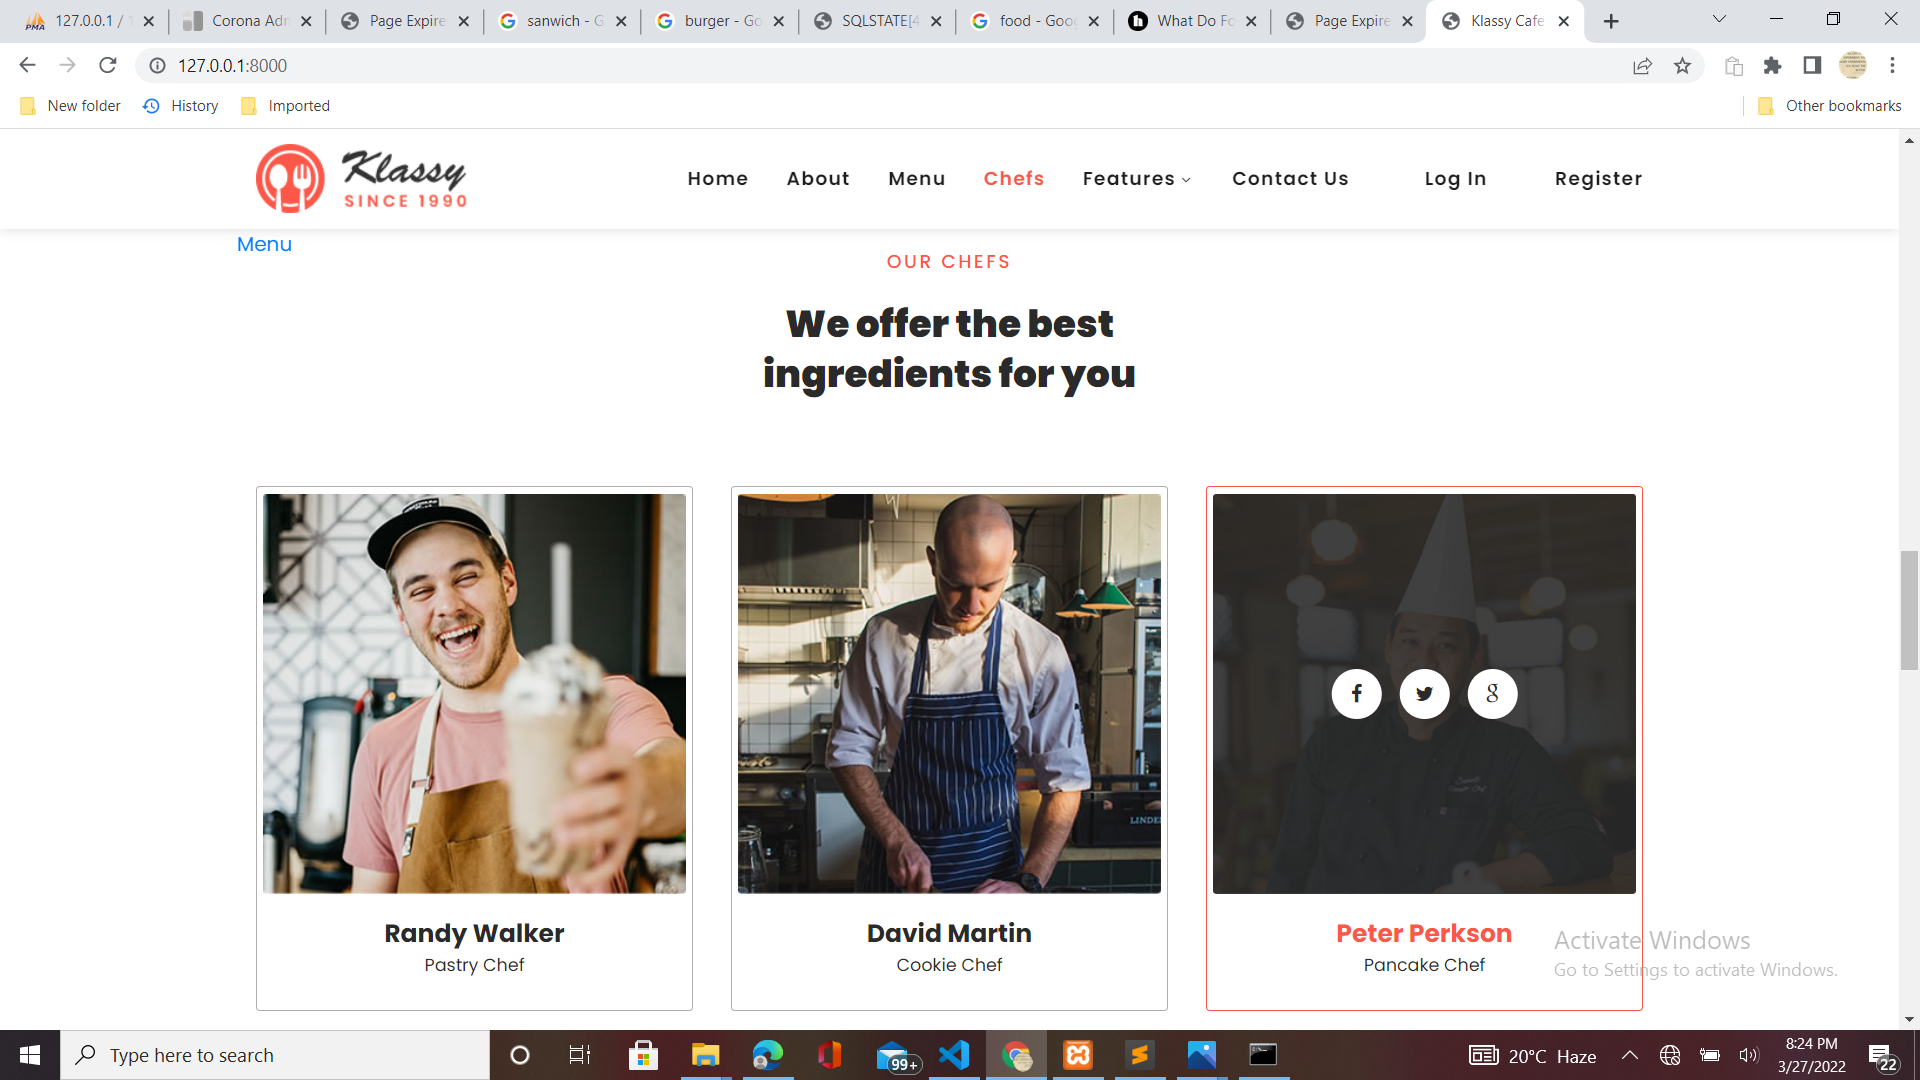 127.0.0.1 / 1
Corona Adm
Page Expire
sanwich - G
burger - Go
SQLSTATE[4
food - Goog
What Do Fo
Page Expire
Klassy Cafe
127.0.0.1:8000
New folder
History
Imported
Other bookmarks
Klassy
SINCE 1990
Home
About
Menu
Chefs
Features
Contact Us
Log In
Register
Menu
OUR CHEFS
We offer the best
ingredients for you
LINDEN
Randy Walker
Pastry Chef
David Martin
Cookie Chef
Peter Perkson
Pancake Chef
Activate Windows
Go to Settings to activate Windows.
Type here to search
99+
20°C Haze
8:24 PM
3/27/2022
22